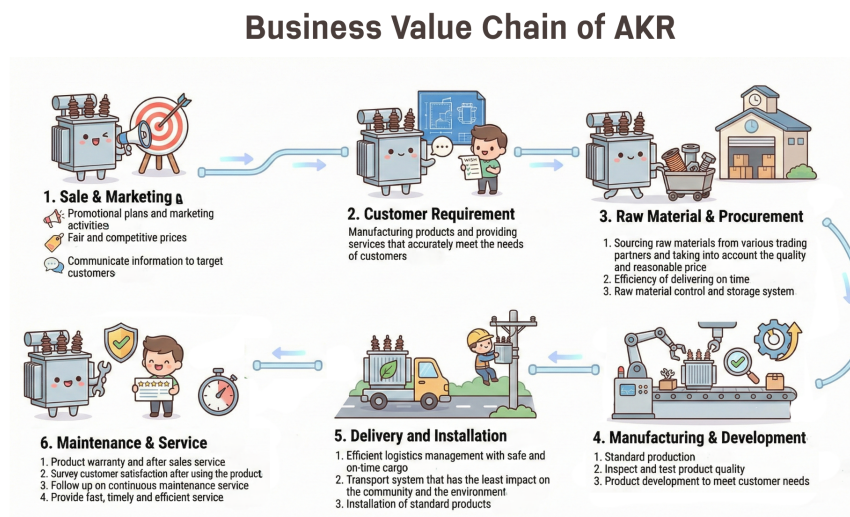 Business Value Chain of AKR
1. Sale & Marketing
Promotional plans and marketing
activities
Fair and competitive prices
Communicate information to target
customers
2. Customer Requirement
Manufacturing products and providing
services that accurately meet the needs
of customers
3. Raw Material & Procurement
1. Sourcing raw materials from various trading
partners and taking into account the quality
and reasonable price
2. Efficiency of delivering on time
3. Raw material control and storage system
4. Manufacturing & Development
1. Standard production
2. Inspect and test product quality
3. Product development to meet customer needs
5. Delivery and Installation
1. Efficient logistics management with safe and
on-time cargo
2. Transport system that has the least impact on
the community and the environment
3. Installation of standard products
6. Maintenance & Service
1. Product warranty and after sales service
2. Survey customer satisfaction after using the product
3. Follow up on continuous maintenance service
4. Provide fast, timely and efficient service